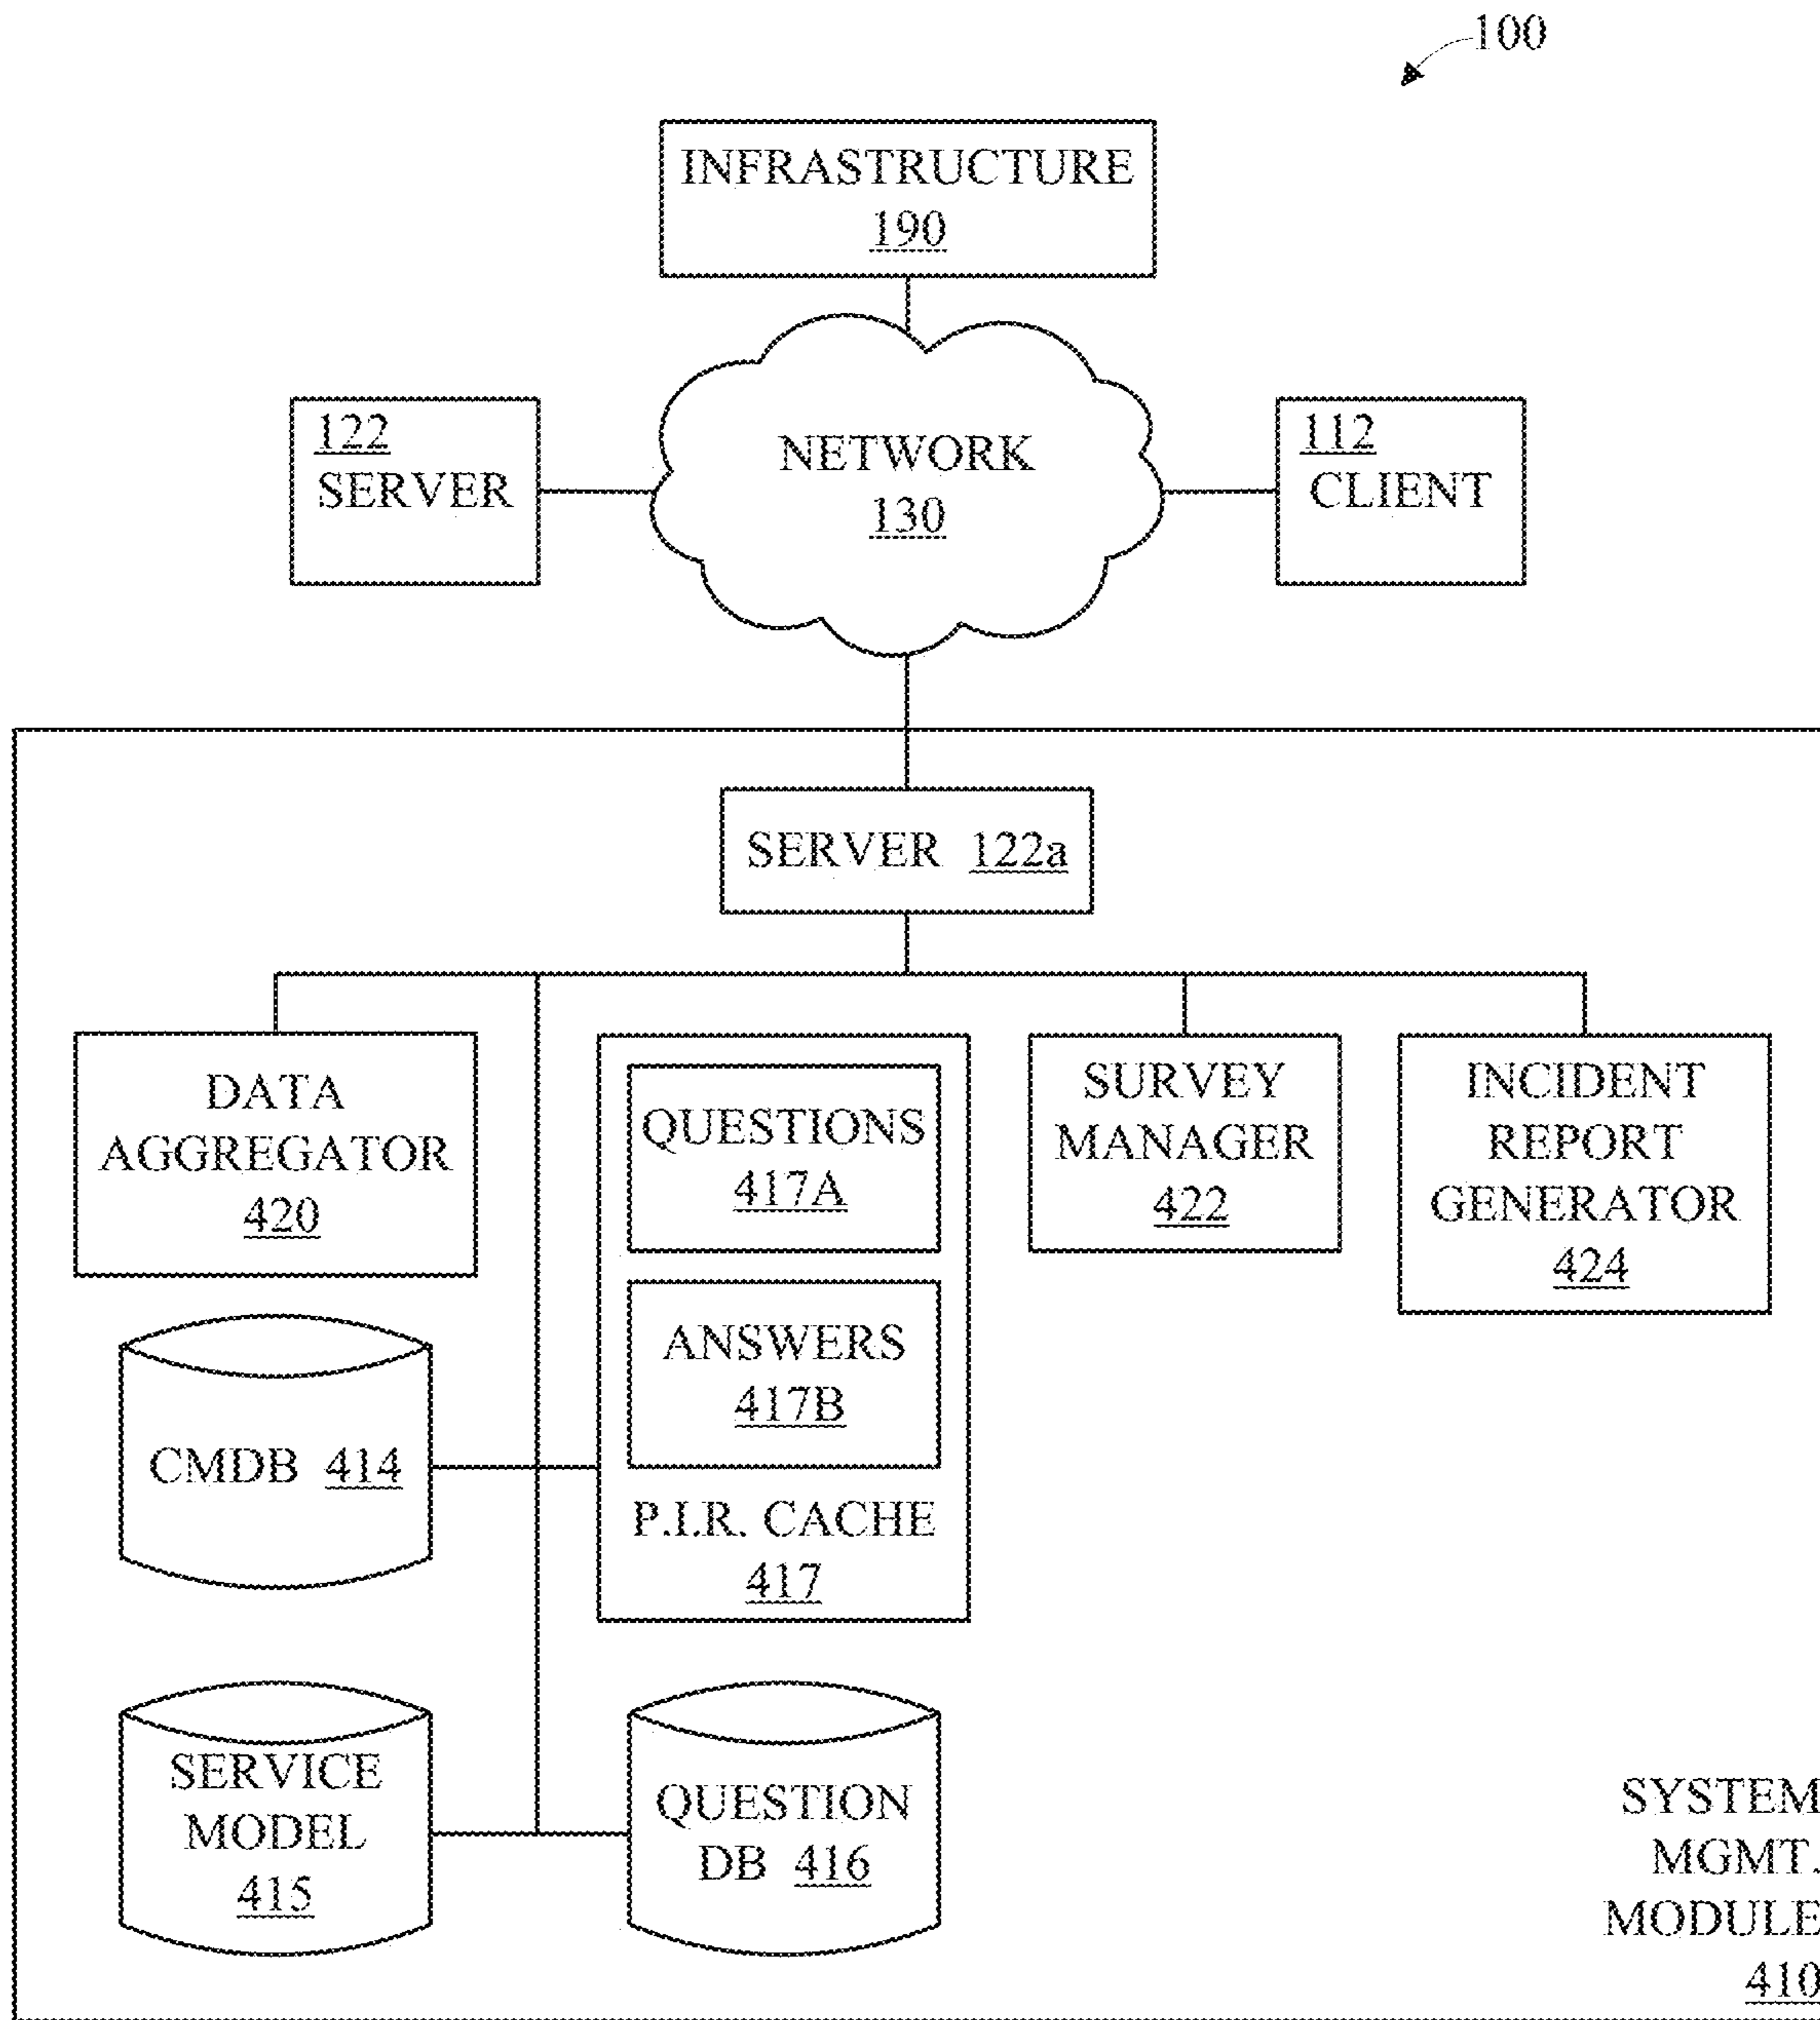 100
INFRASTRUCTURE
190
122
SERVER
NETWORK
130
112
CLIENT
SERVER 122a
DATA
AGGREGATOR
420
QUESTIONS
417A
ANSWERS
417B
P.I.R. CACHE
417
SURVEY
MANAGER
422
INCIDENT
REPORT
GENERATOR
424
CMDB 414
SERVICE
MODEL
415
QUESTION
DB 416
SYSTEM
MGMT.
MODULE
410